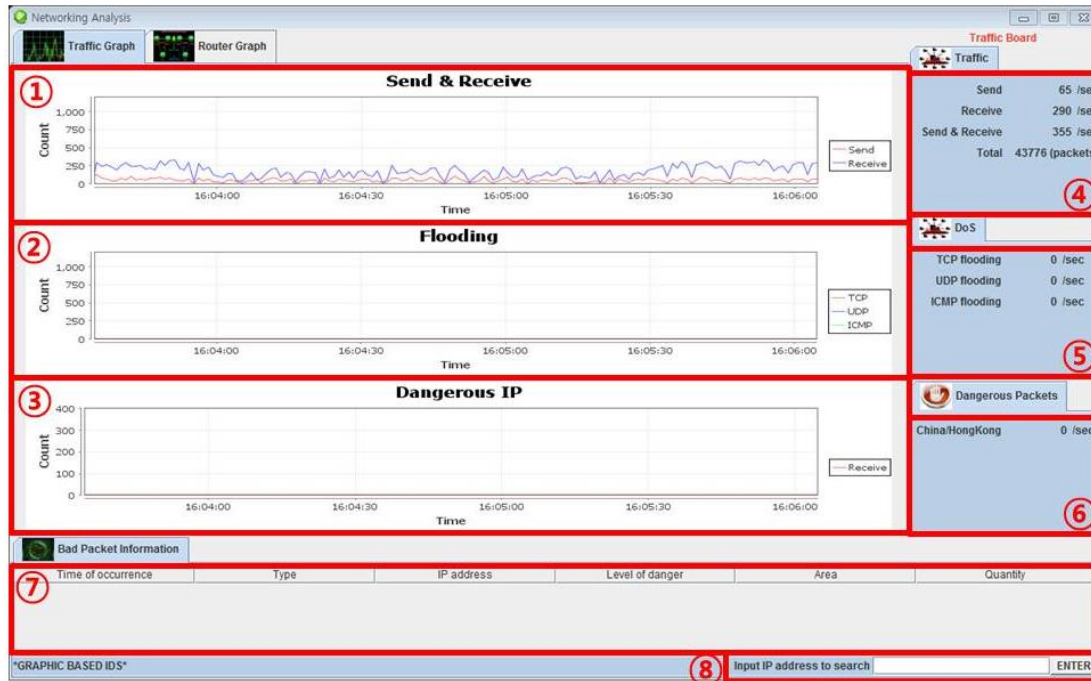 Networking Analysis
Traffic Graph
Router Graph
Traffic Board
Traffic
①
Send & Receive
Count
1,000
750
500
250
0
16:04:00 16:04:30 16:05:00 16:05:30 16:06:00
Time
Send
Receive
Send 65 /se
Receive 290 /se
Send & Receive 355 /se
Total 43776 (packets
④
②
Flooding
Count
1,000
750
500
250
0
16:04:00 16:04:30 16:05:00 16:05:30 16:06:00
Time
TCP
UDP
ICMP
DoS
TCP flooding 0 /sec
UDP flooding 0 /sec
ICMP flooding 0 /sec
⑤
③
Dangerous IP
Count
400
300
200
100
0
16:04:00 16:04:30 16:05:00 16:05:30 16:06:00
Time
Receive
Dangerous Packets
China/HongKong 0 /sec
⑥
Bad Packet Information
⑦
Time of occurrence Type IP address Level of danger Area Quantity
*GRAPHIC BASED IDS*
⑧
Input IP address to search ENTER